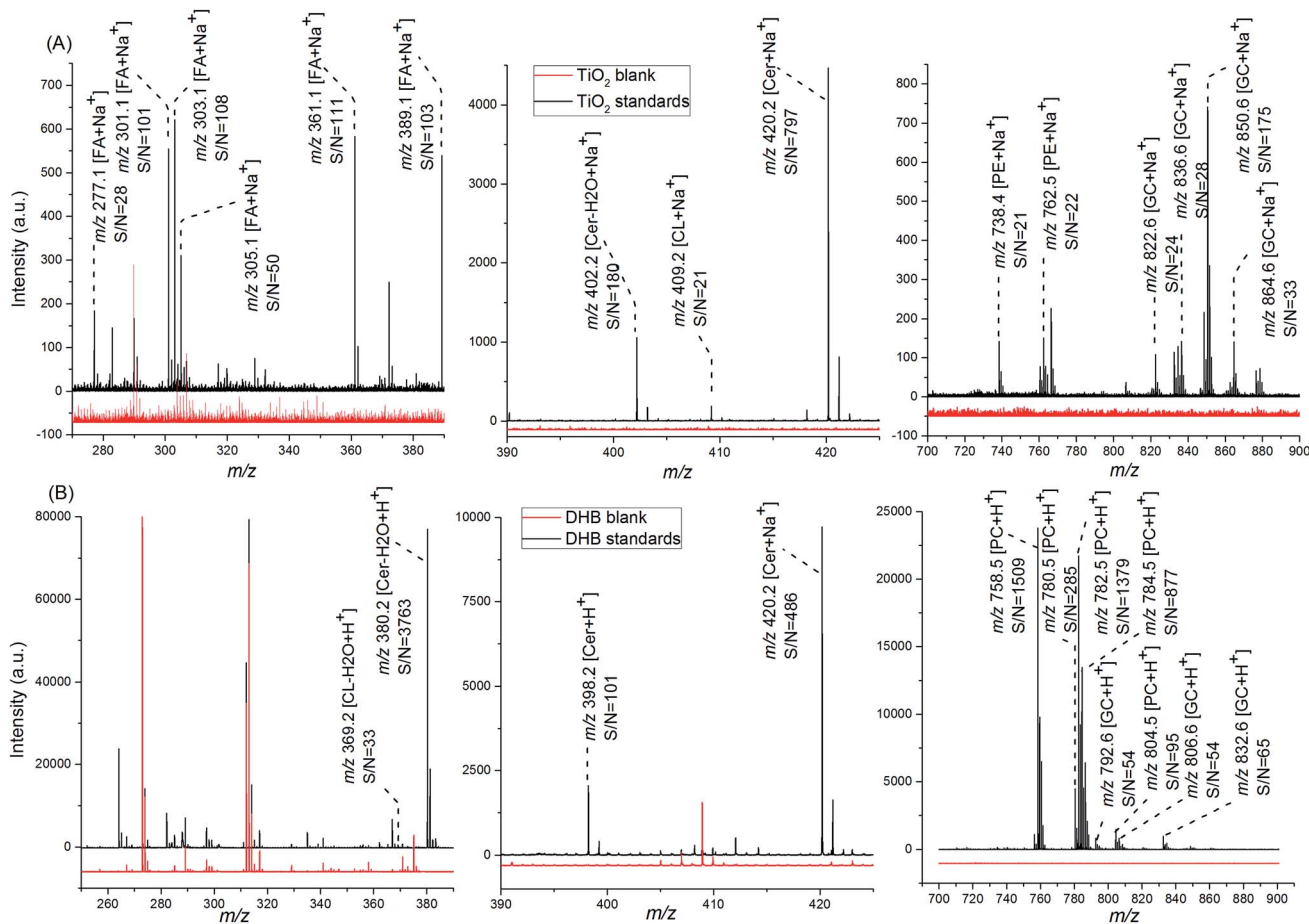 (A)
m/z 277.1 [FA+Na+]
S/N=28
m/z 301.1 [FA+Na+]
S/N=101
m/z 303.1 [FA+Na+]
S/N=108
m/z 305.1 [FA+Na+]
S/N=50
m/z 361.1 [FA+Na+]
S/N=111
m/z 389.1 [FA+Na+]
S/N=103
Intensity (a.u.)
700
600
500
400
300
200
100
0
-100
280
300
320
340
360
380
m/z
TiO2 blank
TiO2 standards
m/z 402.2 [Cer-H2O+Na+]
S/N=180
m/z 409.2 [CL+Na+]
S/N=21
m/z 420.2 [Cer+Na+]
S/N=797
4000
3000
2000
1000
0
390
400
410
420
m/z
m/z 738.4 [PE+Na+]
S/N=21
m/z 762.5 [PE+Na+]
S/N=22
m/z 822.6 [GC+Na+]
S/N=24
m/z 836.6 [GC+Na+]
S/N=28
m/z 850.6 [GC+Na+]
S/N=175
m/z 864.6 [GC+Na+]
S/N=33
800
700
600
500
400
300
200
100
0
-100
700 720 740 760 780 800 820 840 860 880 900
m/z
(B)
m/z 369.2 [CL-H2O+H+]
S/N=33
m/z 380.2 [Cer-H2O+H+]
S/N=3763
Intensity (a.u.)
80000
60000
40000
20000
0
260
280
300
320
340
360
380
m/z
DHB blank
DHB standards
m/z 398.2 [Cer+H+]
S/N=101
m/z 420.2 [Cer+Na+]
S/N=486
10000
7500
5000
2500
0
390
400
410
420
m/z
m/z 758.5 [PC+H+]
S/N=1509
m/z 780.5 [PC+H+]
S/N=285
m/z 782.5 [PC+H+]
S/N=1379
m/z 784.5 [PC+H+]
S/N=877
m/z 792.6 [GC+H+]
S/N=54
m/z 804.5 [PC+H+]
S/N=95
m/z 806.6 [GC+H+]
S/N=54
m/z 832.6 [GC+H+]
S/N=65
25000
20000
15000
10000
5000
0
700 720 740 760 780 800 820 840 860 880 900
m/z